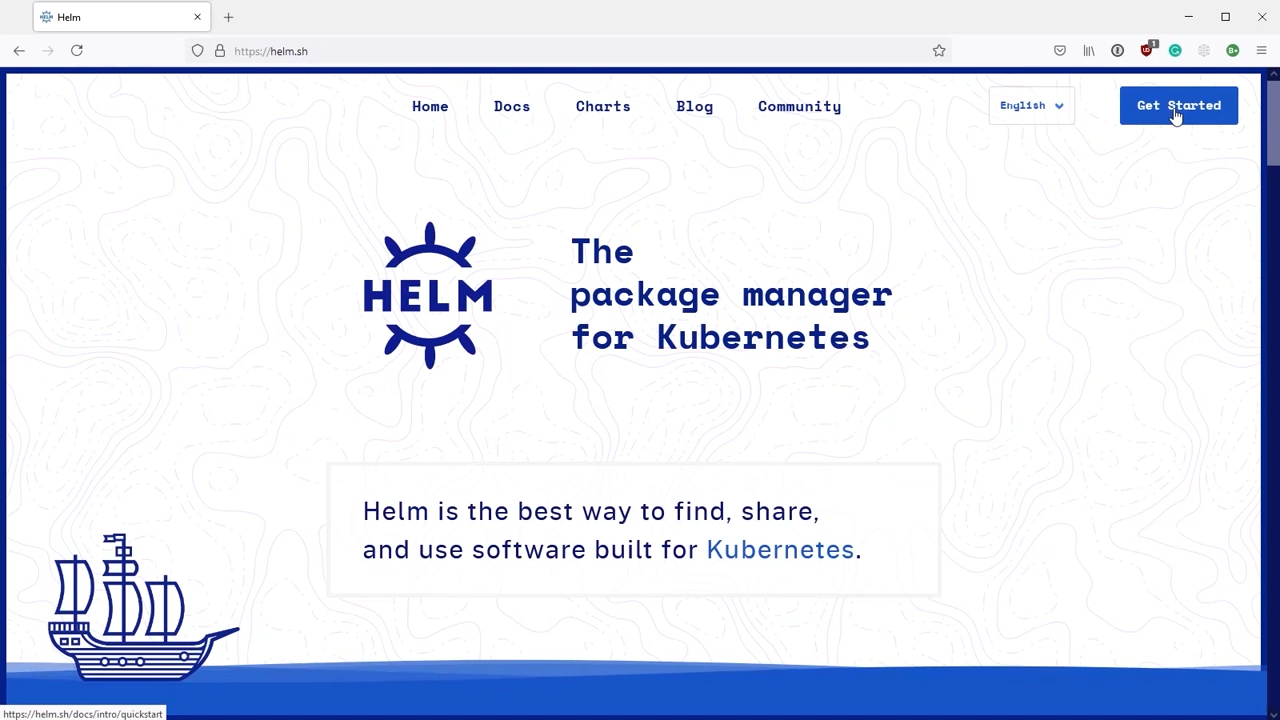 Helm
https://helm.sh
1
Home Docs Charts Blog Community English Get Started
HELM
The
package manager
for Kubernetes
Helm is the best way to find, share,
and use software built for Kubernetes.
https://helm.sh/docs/intro/quickstart